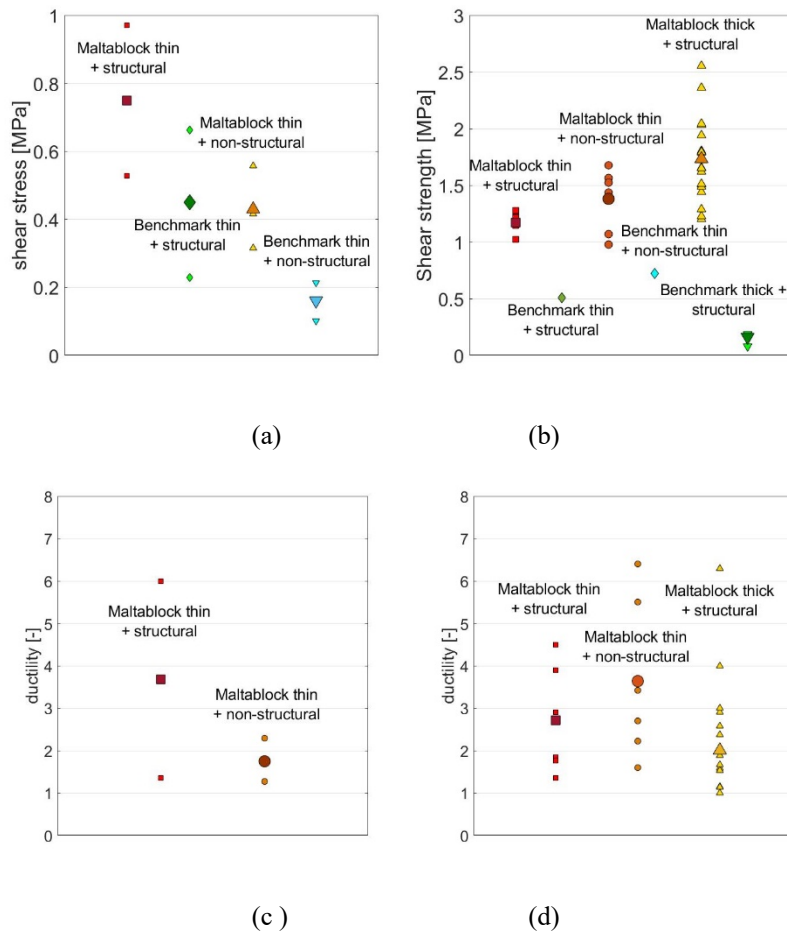 1
0.8
0.6
0.4
0.2
0
shear stress [MPa]
Maltablock thin
+ structural
Maltablock thin
+ non-structural
Benchmark thin
+ structural
Benchmark thin
+ non-structural
(a)
3
2.5
2
1.5
1
0.5
0
Shear strength [MPa]
Maltablock thick
+ structural
Maltablock thin
+ non-structural
Maltablock thin
+ structural
Benchmark thin
+ non-structural
Benchmark thick +
structural
Benchmark thin
+ structural
(b)
8
7
6
5
4
3
2
1
0
ductility [-]
Maltablock thin
+ structural
Maltablock thin
+ non-structural
(c )
8
7
6
5
4
3
2
1
0
ductility [-]
Maltablock thin
+ structural
Maltablock thick
+ structural
Maltablock thin
+ non-structural
(d)